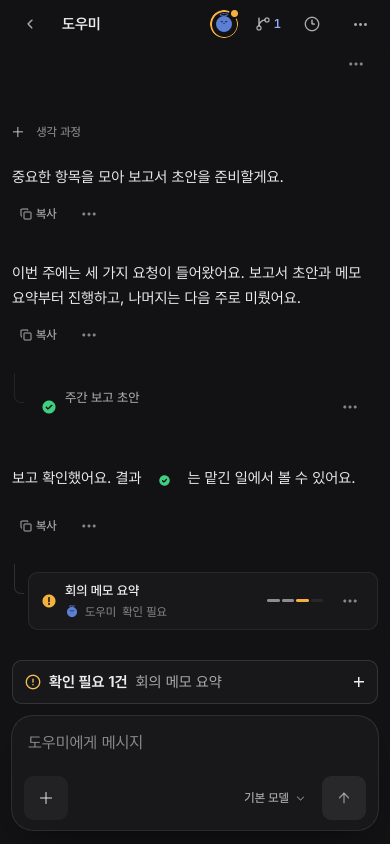 도우미
1
생각 과정
중요한 항목을 모아 보고서 초안을 준비할게요.
복사
이번 주에는 세 가지 요청이 들어왔어요. 보고서 초안과 메모
요약부터 진행하고, 나머지는 다음 주로 미뤘어요.
복사
주간 보고 초안
보고 확인했어요. 결과 는 맡긴 일에서 볼 수 있어요.
복사
회의 메모 요약
도우미 확인 필요
확인 필요 1건 회의 메모 요약
도우미에게 메시지
기본 모델